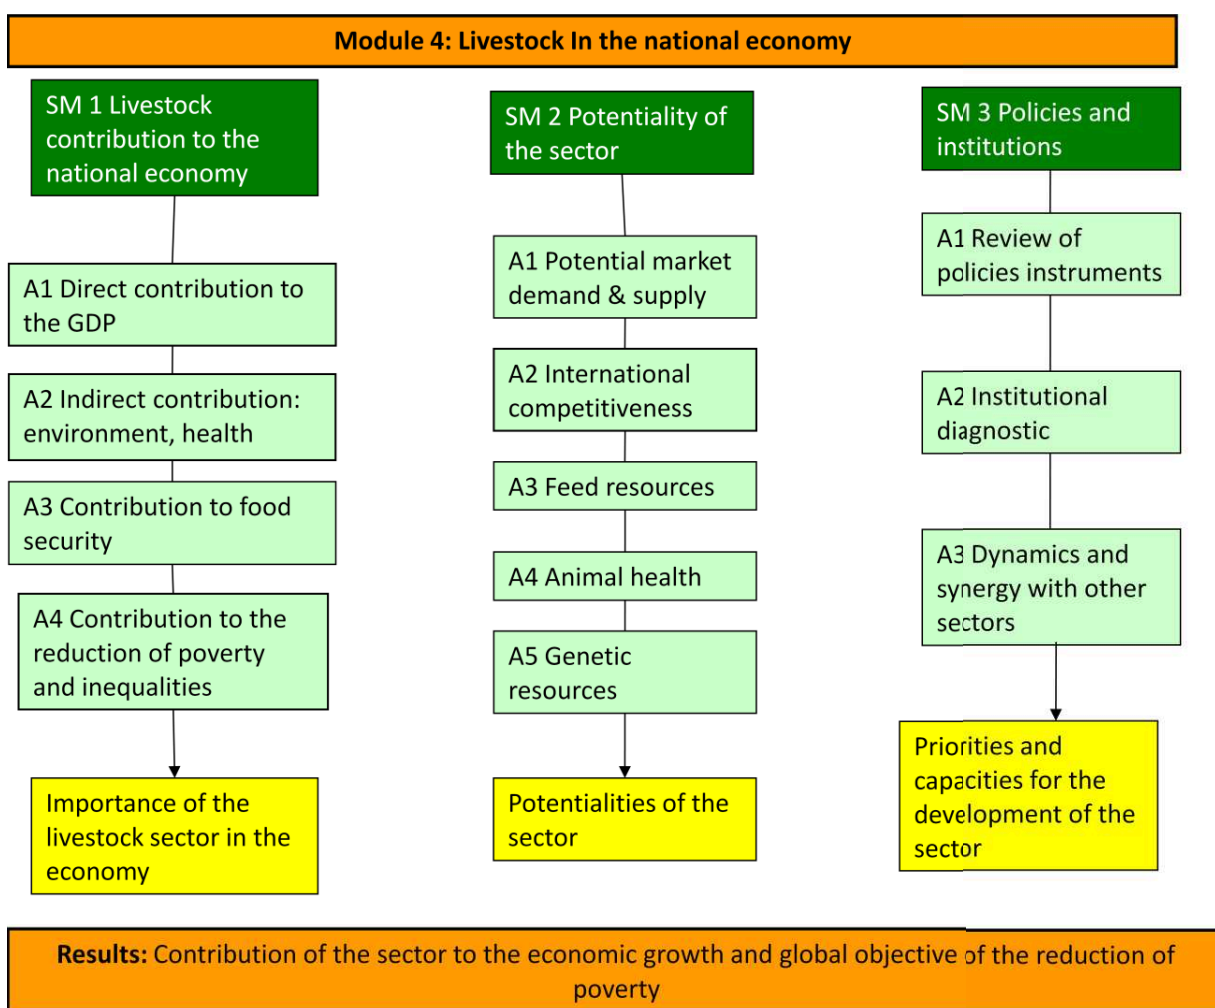 Module 4: Livestock In the national economy
SM 1 Livestock
contribution to the
national economy
A1 Direct contribution to
the GDP
A2 Indirect contribution:
environment, health
A3 Contribution to food
security
A4 Contribution to the
reduction of poverty
and inequalities
Importance of the
livestock sector in the
economy
SM 2 Potentiality of
the sector
A1 Potential market
demand & supply
A2 International
competitiveness
A3 Feed resources
A4 Animal health
A5 Genetic
resources
Potentialities of the
sector
SM 3 Policies and
institutions
A1 Review of
policies instruments
A2 Institutional
diagnostic
A3 Dynamics and
synergy with other
sectors
Priorities and
capacities for the
development of the
sector
Results: Contribution of the sector to the economic growth and global objective of the reduction of
poverty